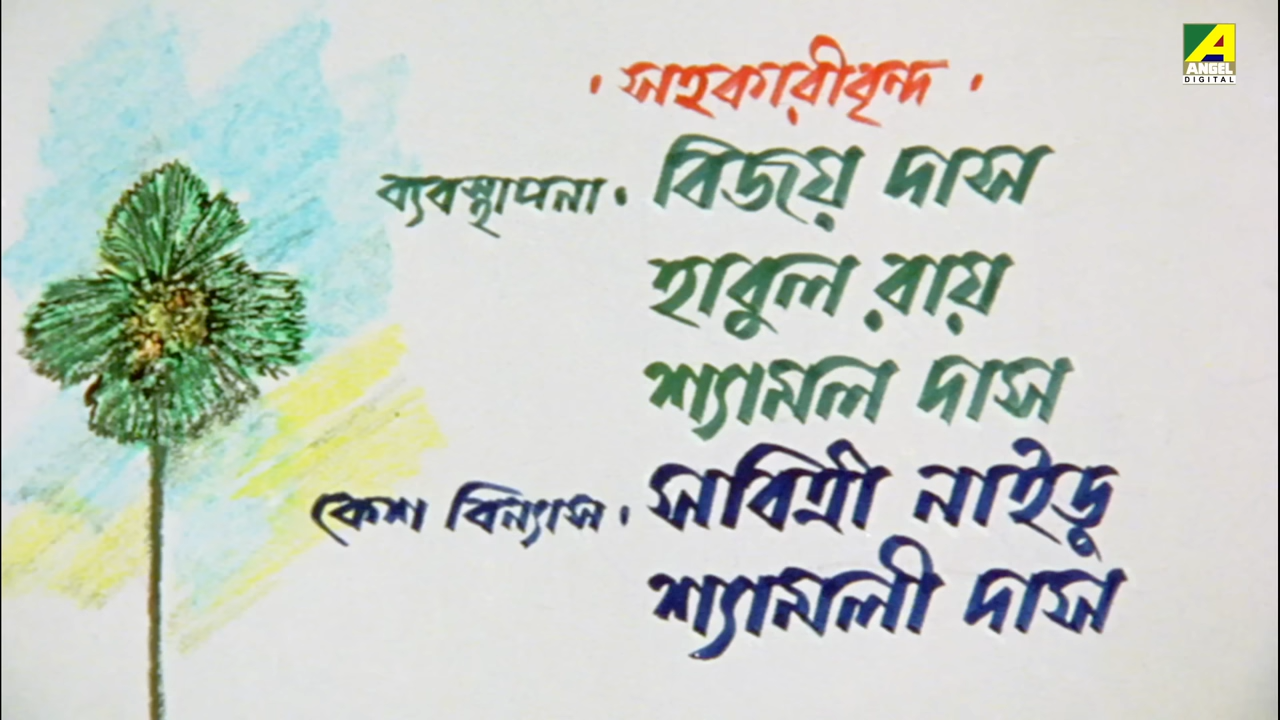 · সহকারীবৃন্দ ·
ব্যবস্থাপনা · বিজয় দাস
হাবুল রায়
শ্যামল দাস
কেশ বিন্যাস · সাবিত্রী নাইডু
শ্যামলী দাস
A
ANGEL
DIGITAL